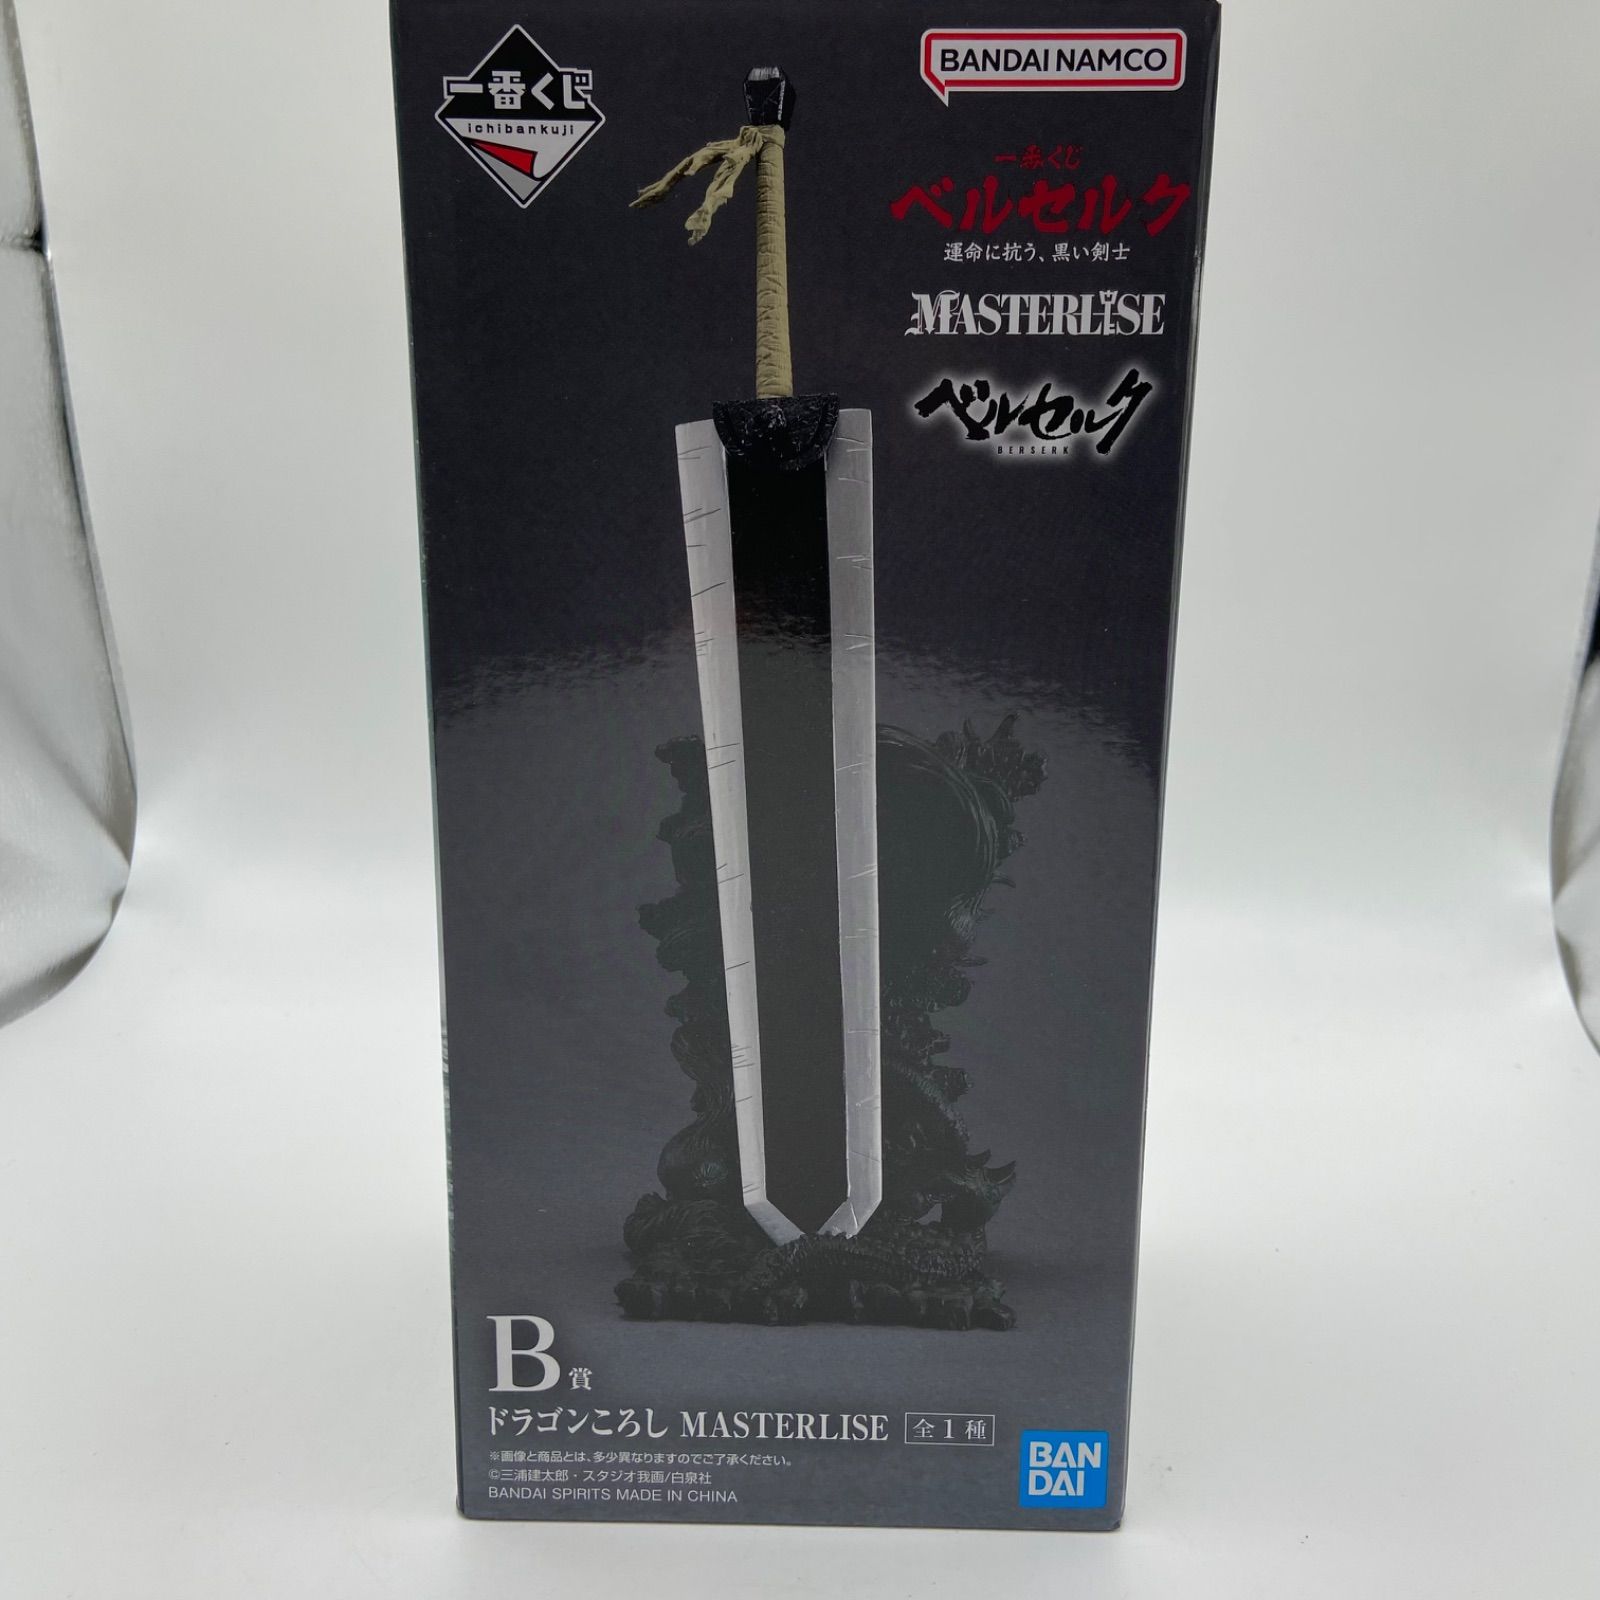 一番くじ
ichibankuji
BANDAI NAMCO
一番くじ
ベルセルク
運命に抗う、黒い剣士
MASTERLISE
ベルセルク
BERSERK
B賞
ドラゴンころし MASTERLISE 全1種
※画像と商品とは、多少異なりますのでご了承ください。
©三浦建太郎・スタジオ我画/白泉社
BANDAI SPIRITS MADE IN CHINA
BAN
DAI